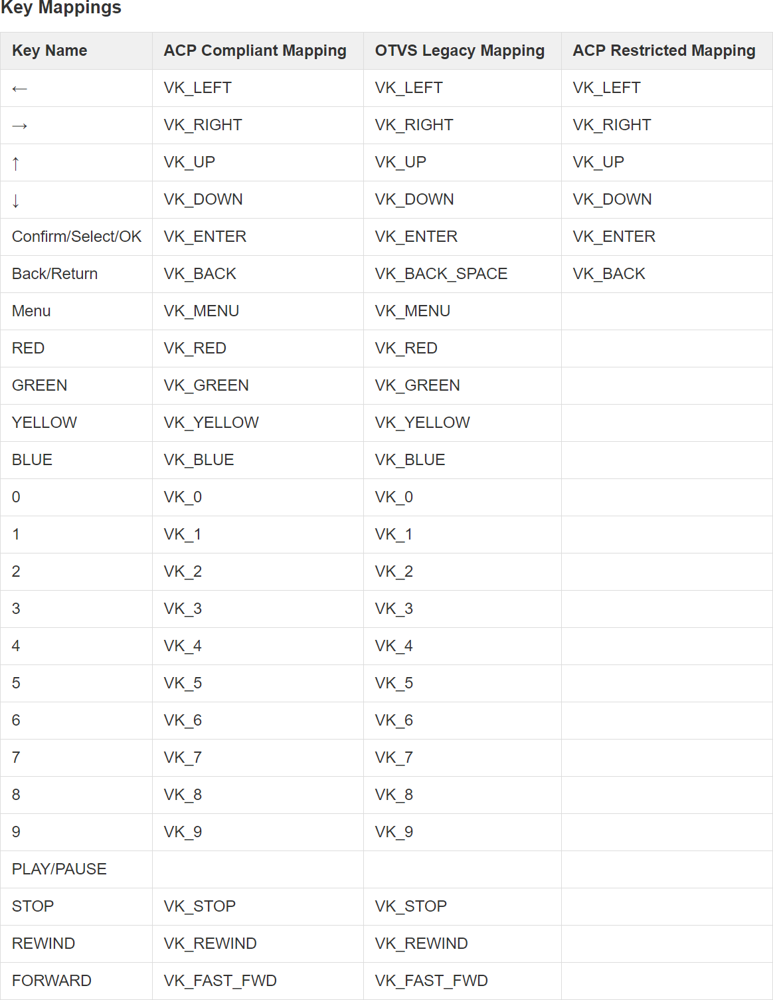 Key Mappings
Key Name ACP Compliant Mapping OTVS Legacy Mapping ACP Restricted Mapping
← VK_LEFT VK_LEFT VK_LEFT
→ VK_RIGHT VK_RIGHT VK_RIGHT
↑ VK_UP VK_UP VK_UP
↓ VK_DOWN VK_DOWN VK_DOWN
Confirm/Select/OK VK_ENTER VK_ENTER VK_ENTER
Back/Return VK_BACK VK_BACK_SPACE VK_BACK
Menu VK_MENU VK_MENU
RED VK_RED VK_RED
GREEN VK_GREEN VK_GREEN
YELLOW VK_YELLOW VK_YELLOW
BLUE VK_BLUE VK_BLUE
0 VK_0 VK_0
1 VK_1 VK_1
2 VK_2 VK_2
3 VK_3 VK_3
4 VK_4 VK_4
5 VK_5 VK_5
6 VK_6 VK_6
7 VK_7 VK_7
8 VK_8 VK_8
9 VK_9 VK_9
PLAY/PAUSE
STOP VK_STOP VK_STOP
REWIND VK_REWIND VK_REWIND
FORWARD VK_FAST_FWD VK_FAST_FWD